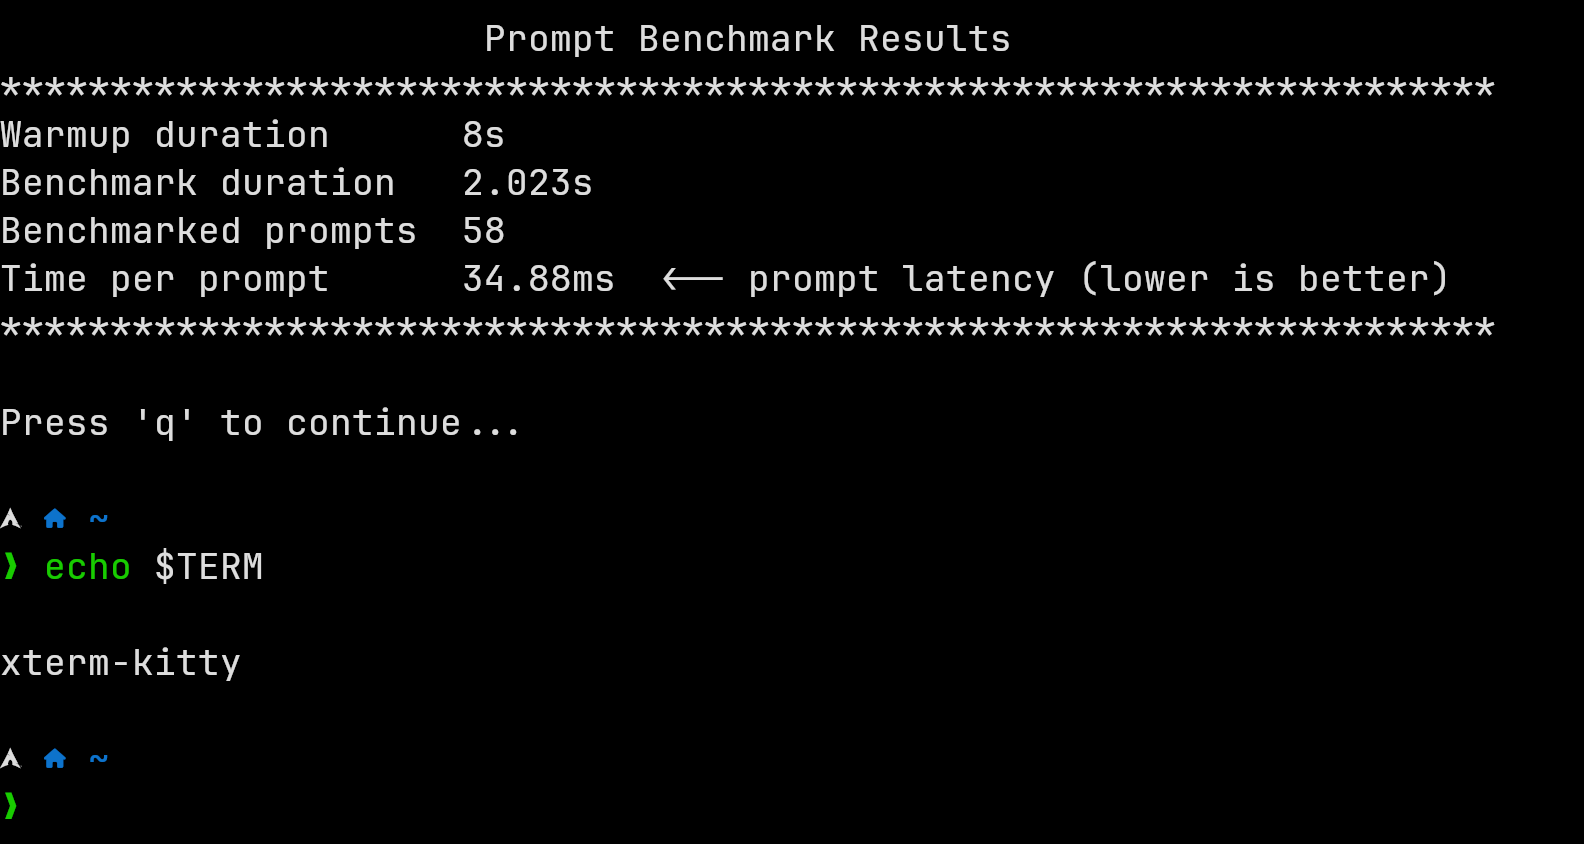 Prompt Benchmark Results
********************************************************************
Warmup duration      8s
Benchmark duration   2.023s
Benchmarked prompts  58
Time per prompt      34.88ms  <-- prompt latency (lower is better)
********************************************************************
Press 'q' to continue...
~
❱ echo $TERM
xterm-kitty
~
❱